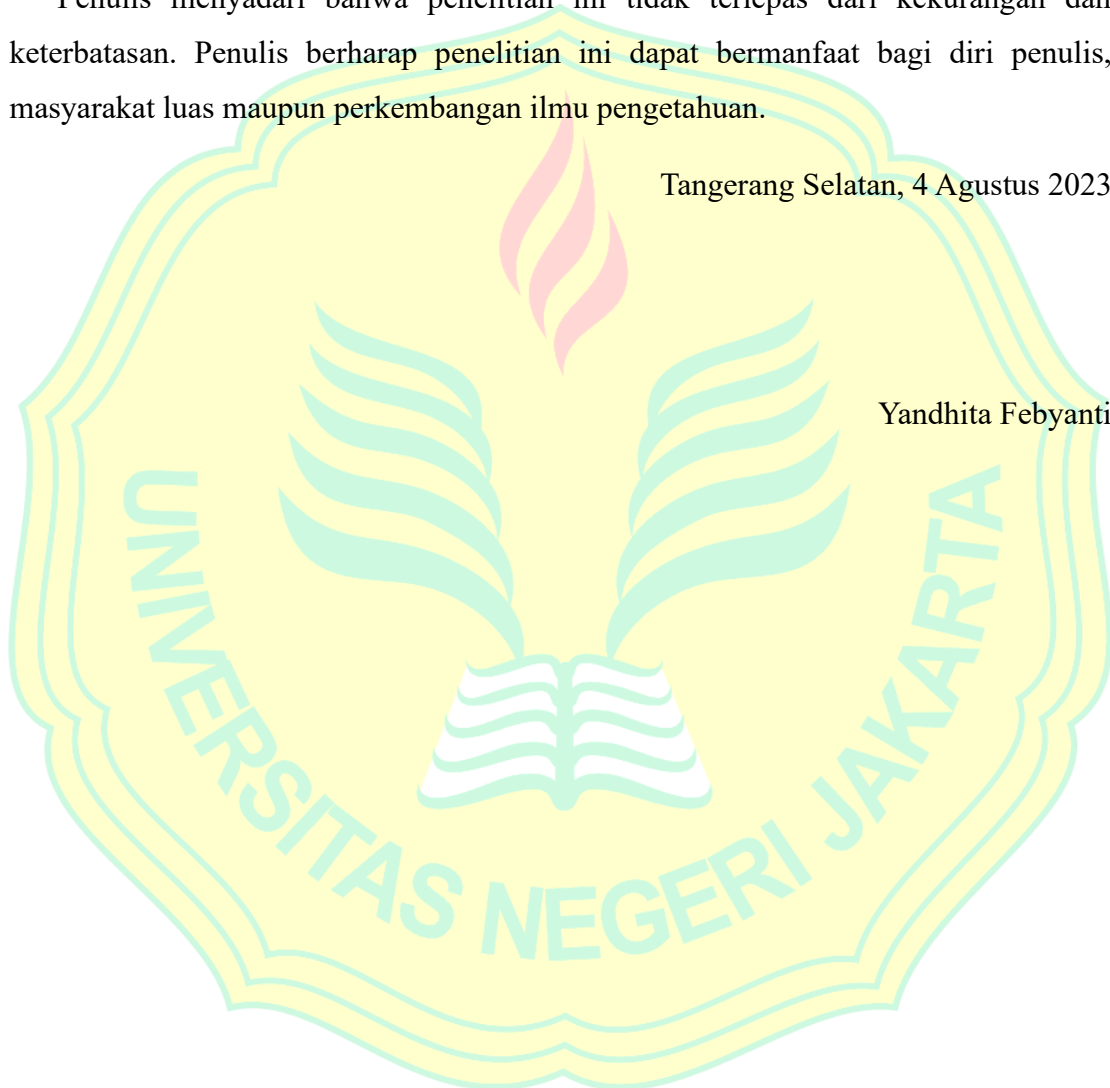 Penulis menyadari bahwa penelitian ini tidak terlepas dari kekurangan dan
keterbatasan. Penulis berharap penelitian ini dapat bermanfaat bagi diri penulis,
masyarakat luas maupun perkembangan ilmu pengetahuan.
Tangerang Selatan, 4 Agustus 2023
Yandhita Febyanti
UNIVERSITAS NEGERI JAKARTA